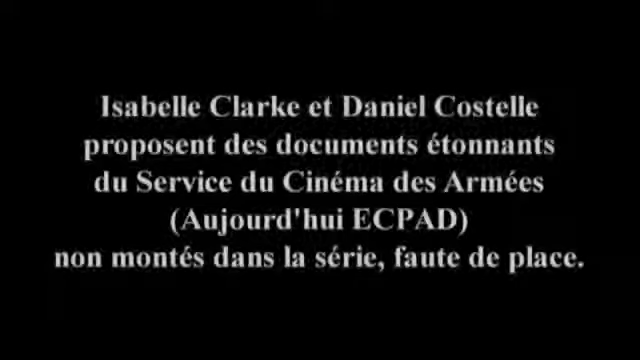 Isabelle Clarke et Daniel Costelle
proposent des documents étonnants
du Service du Cinéma des Armées
(Aujourd'hui ECPAD)
non montés dans la série, faute de place.